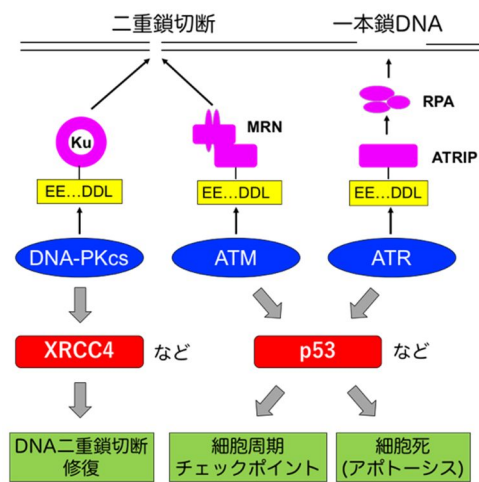 二重鎖切断
一本鎖DNA
Ku
MRN
RPA
ATRIP
EE...DDL
EE...DDL
EE...DDL
DNA-PKcs
ATM
ATR
XRCC4
など
p53
など
DNA二重鎖切断
修復
細胞周期
チェックポイント
細胞死
(アポトーシス)